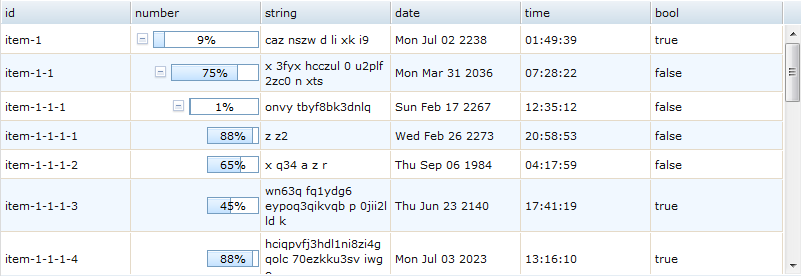 id number string date time bool
item-1 9% caz nszw d li xk i9 Mon Jul 02 2238 01:49:39 true
item-1-1 75% x 3fyx hcczul 0 u2plf Mon Mar 31 2036 07:28:22 false
2zc0 n xts
item-1-1-1 1% onvy tbyf8bk3dnlq Sun Feb 17 2267 12:35:12 false
item-1-1-1-1 88% z z2 Wed Feb 26 2273 20:58:53 false
item-1-1-1-2 65% x q34 a z r Thu Sep 06 1984 04:17:59 false
wn63q fq1ydg6
item-1-1-1-3 45% eypoq3qikvqb p 0jii2l Thu Jun 23 2140 17:41:19 true
ld k
hciqpvfj3hdl1ni8zi4g
item-1-1-1-4 88% qolc 70ezkku3sv iwg Mon Jul 03 2023 13:16:10 true